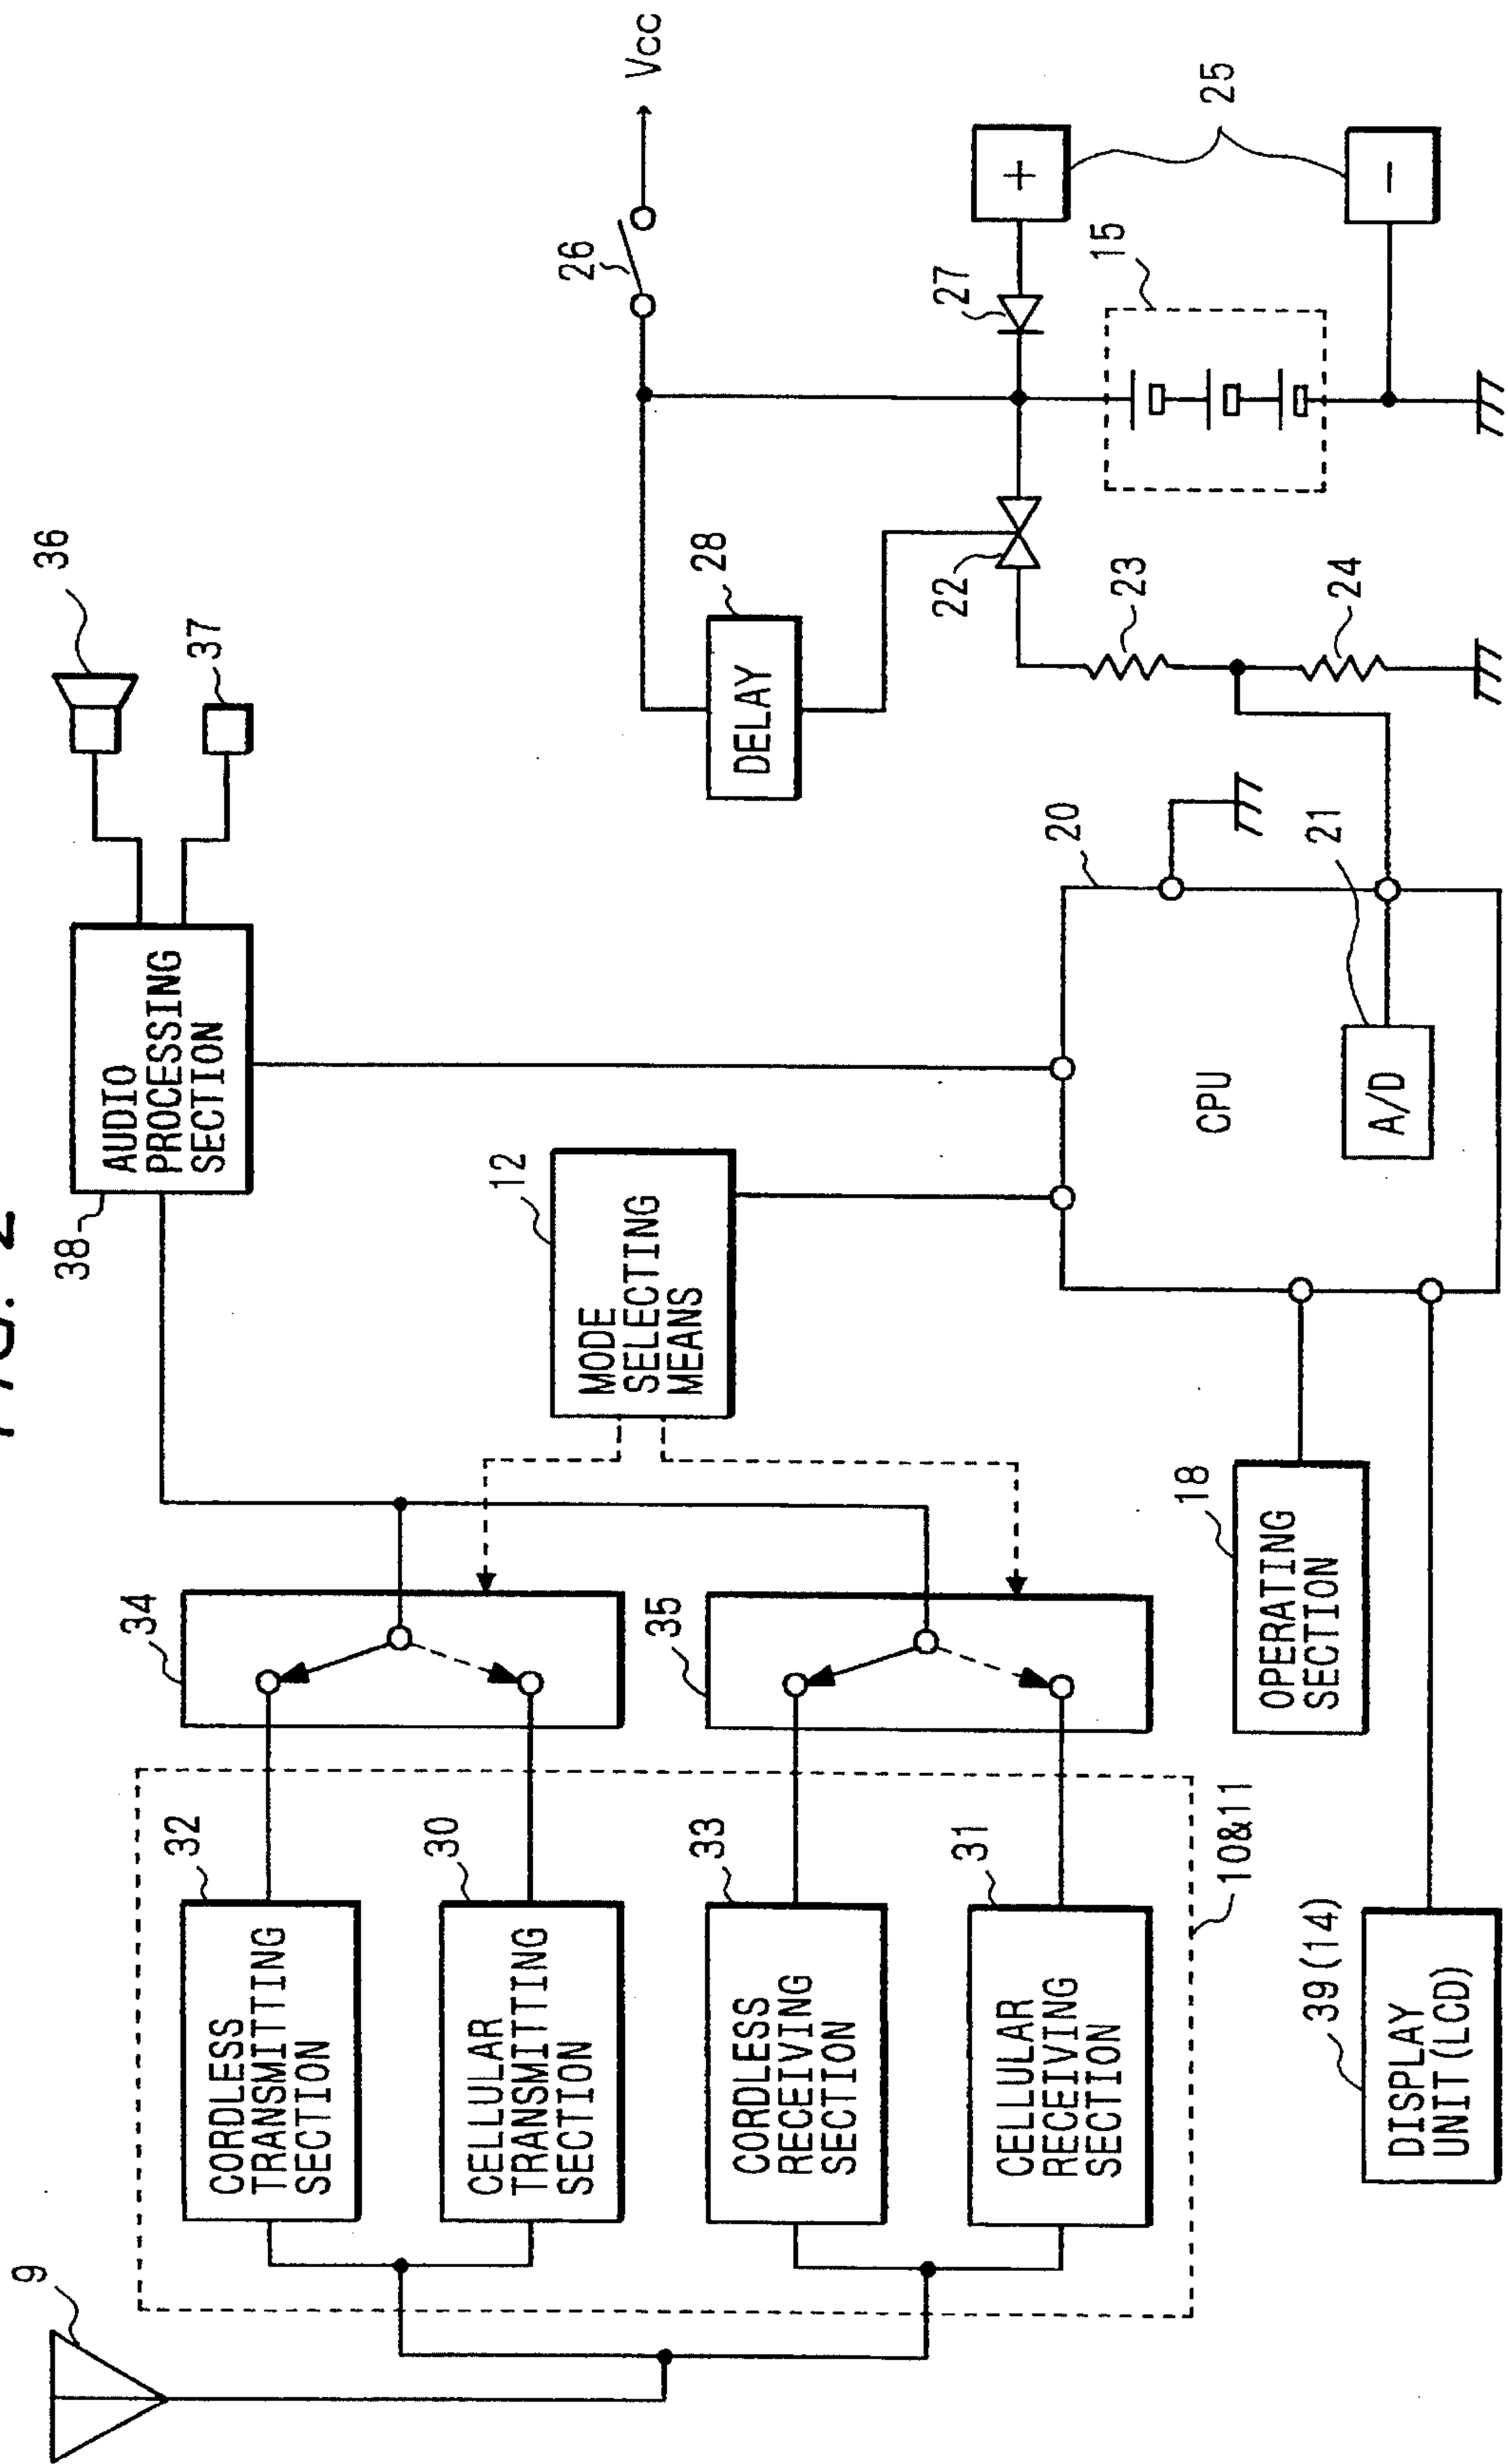 FIG. 2
9
32
CORDLESS
TRANSMITTING
SECTION
30
CELLULAR
TRANSMITTING
SECTION
33
CORDLESS
RECEIVING
SECTION
31
CELLULAR
RECEIVING
SECTION
10&11
34
35
38
AUDIO
PROCESSING
SECTION
36
37
12
MODE
SELECTING
MEANS
18
OPERATING
SECTION
39(14)
DISPLAY
UNIT(LCD)
20
CPU
21
A/D
28
DELAY
22
23
24
26
Vcc
27
15
25
+
-